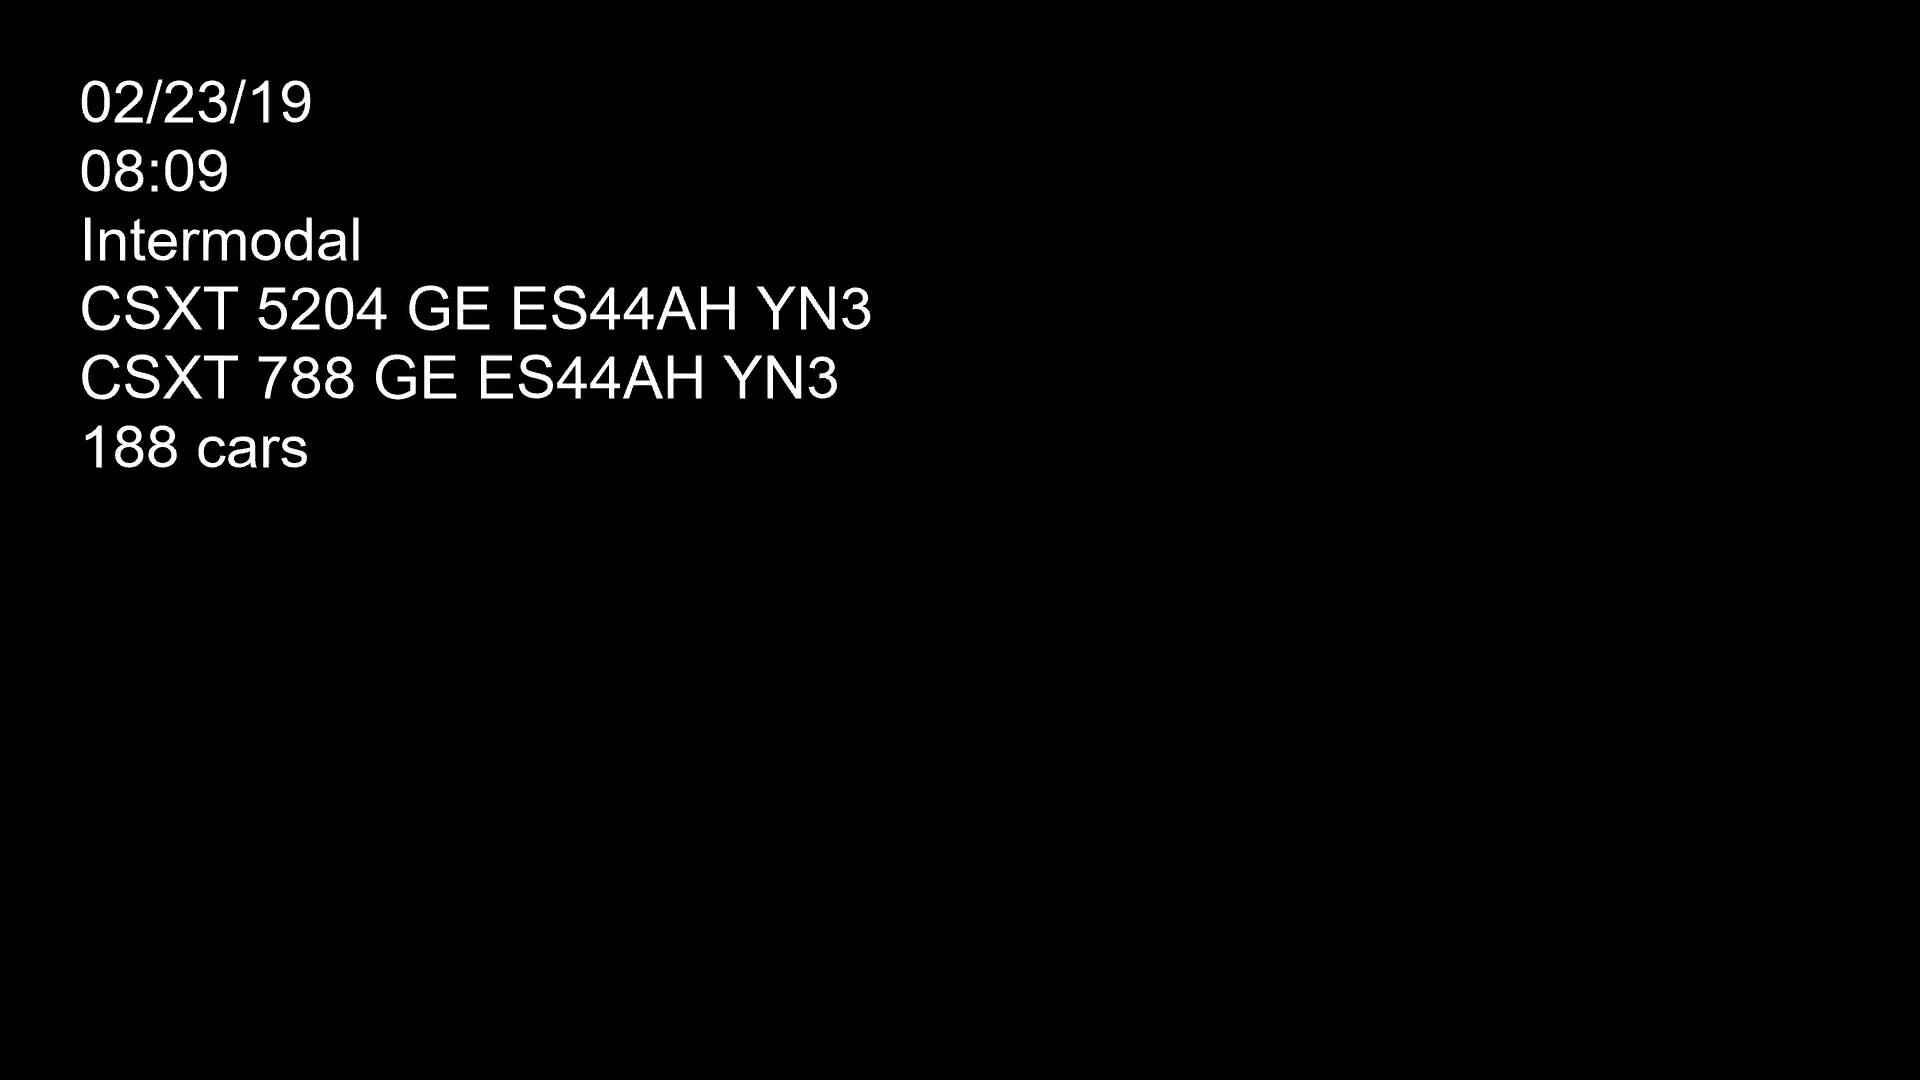 02/23/19
08:09
Intermodal
CSXT 5204 GE ES44AH YN3
CSXT 788 GE ES44AH YN3
188 cars